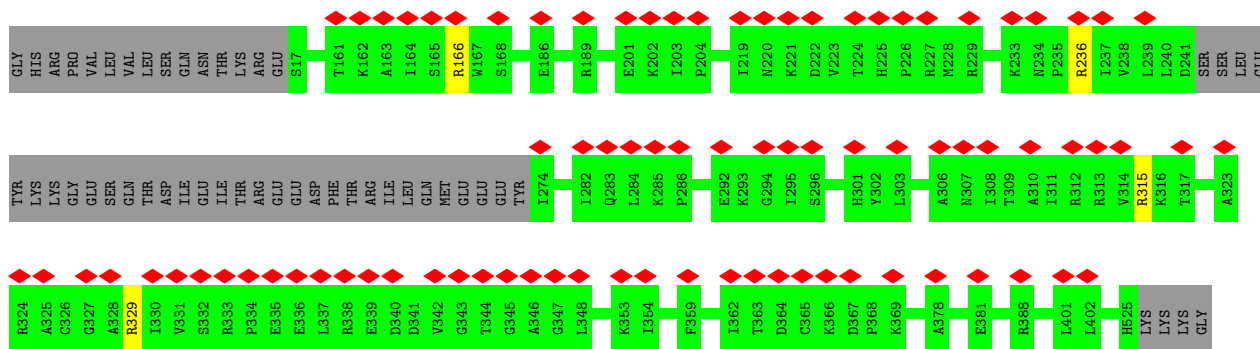 GLY HIS ARG PRO VAL LEU VAL LEU SER GLN ASN THR LYS ARG GLU S17 T161 K162 A163 I164 S165 R166 W167 S168 E186 R189 E201 K202 I203 P204 I219 N220 K221 D222 V223 T224 H225 P226 R227 M228 R229 K233 N234 P235 R236 I237 V238 L239 L240 D241 SER SER LEU GLU
TYR LYS LYS GLY GLU SER GLN THR ASP ILE GLU ILE THR ARG GLU GLU ASP PHE THR ARG ILE LEU GLN MET GLU GLU GLU TYR I274 I282 Q283 L284 K285 P286 E292 K293 G294 I295 S296 H301 Y302 L303 A306 N307 I308 T309 A310 I311 R312 R313 V314 R315 K316 T317 A323
R324 A325 C326 G327 A328 R329 I330 V331 S332 R333 P334 E335 E336 L337 R338 E339 D340 D341 V342 G343 T344 G345 A346 G347 L348 K353 I354 F359 I362 T363 D364 C365 K366 D367 P368 K369 A378 E381 R388 L401 L402 H525 LYS LYS LYS GLY